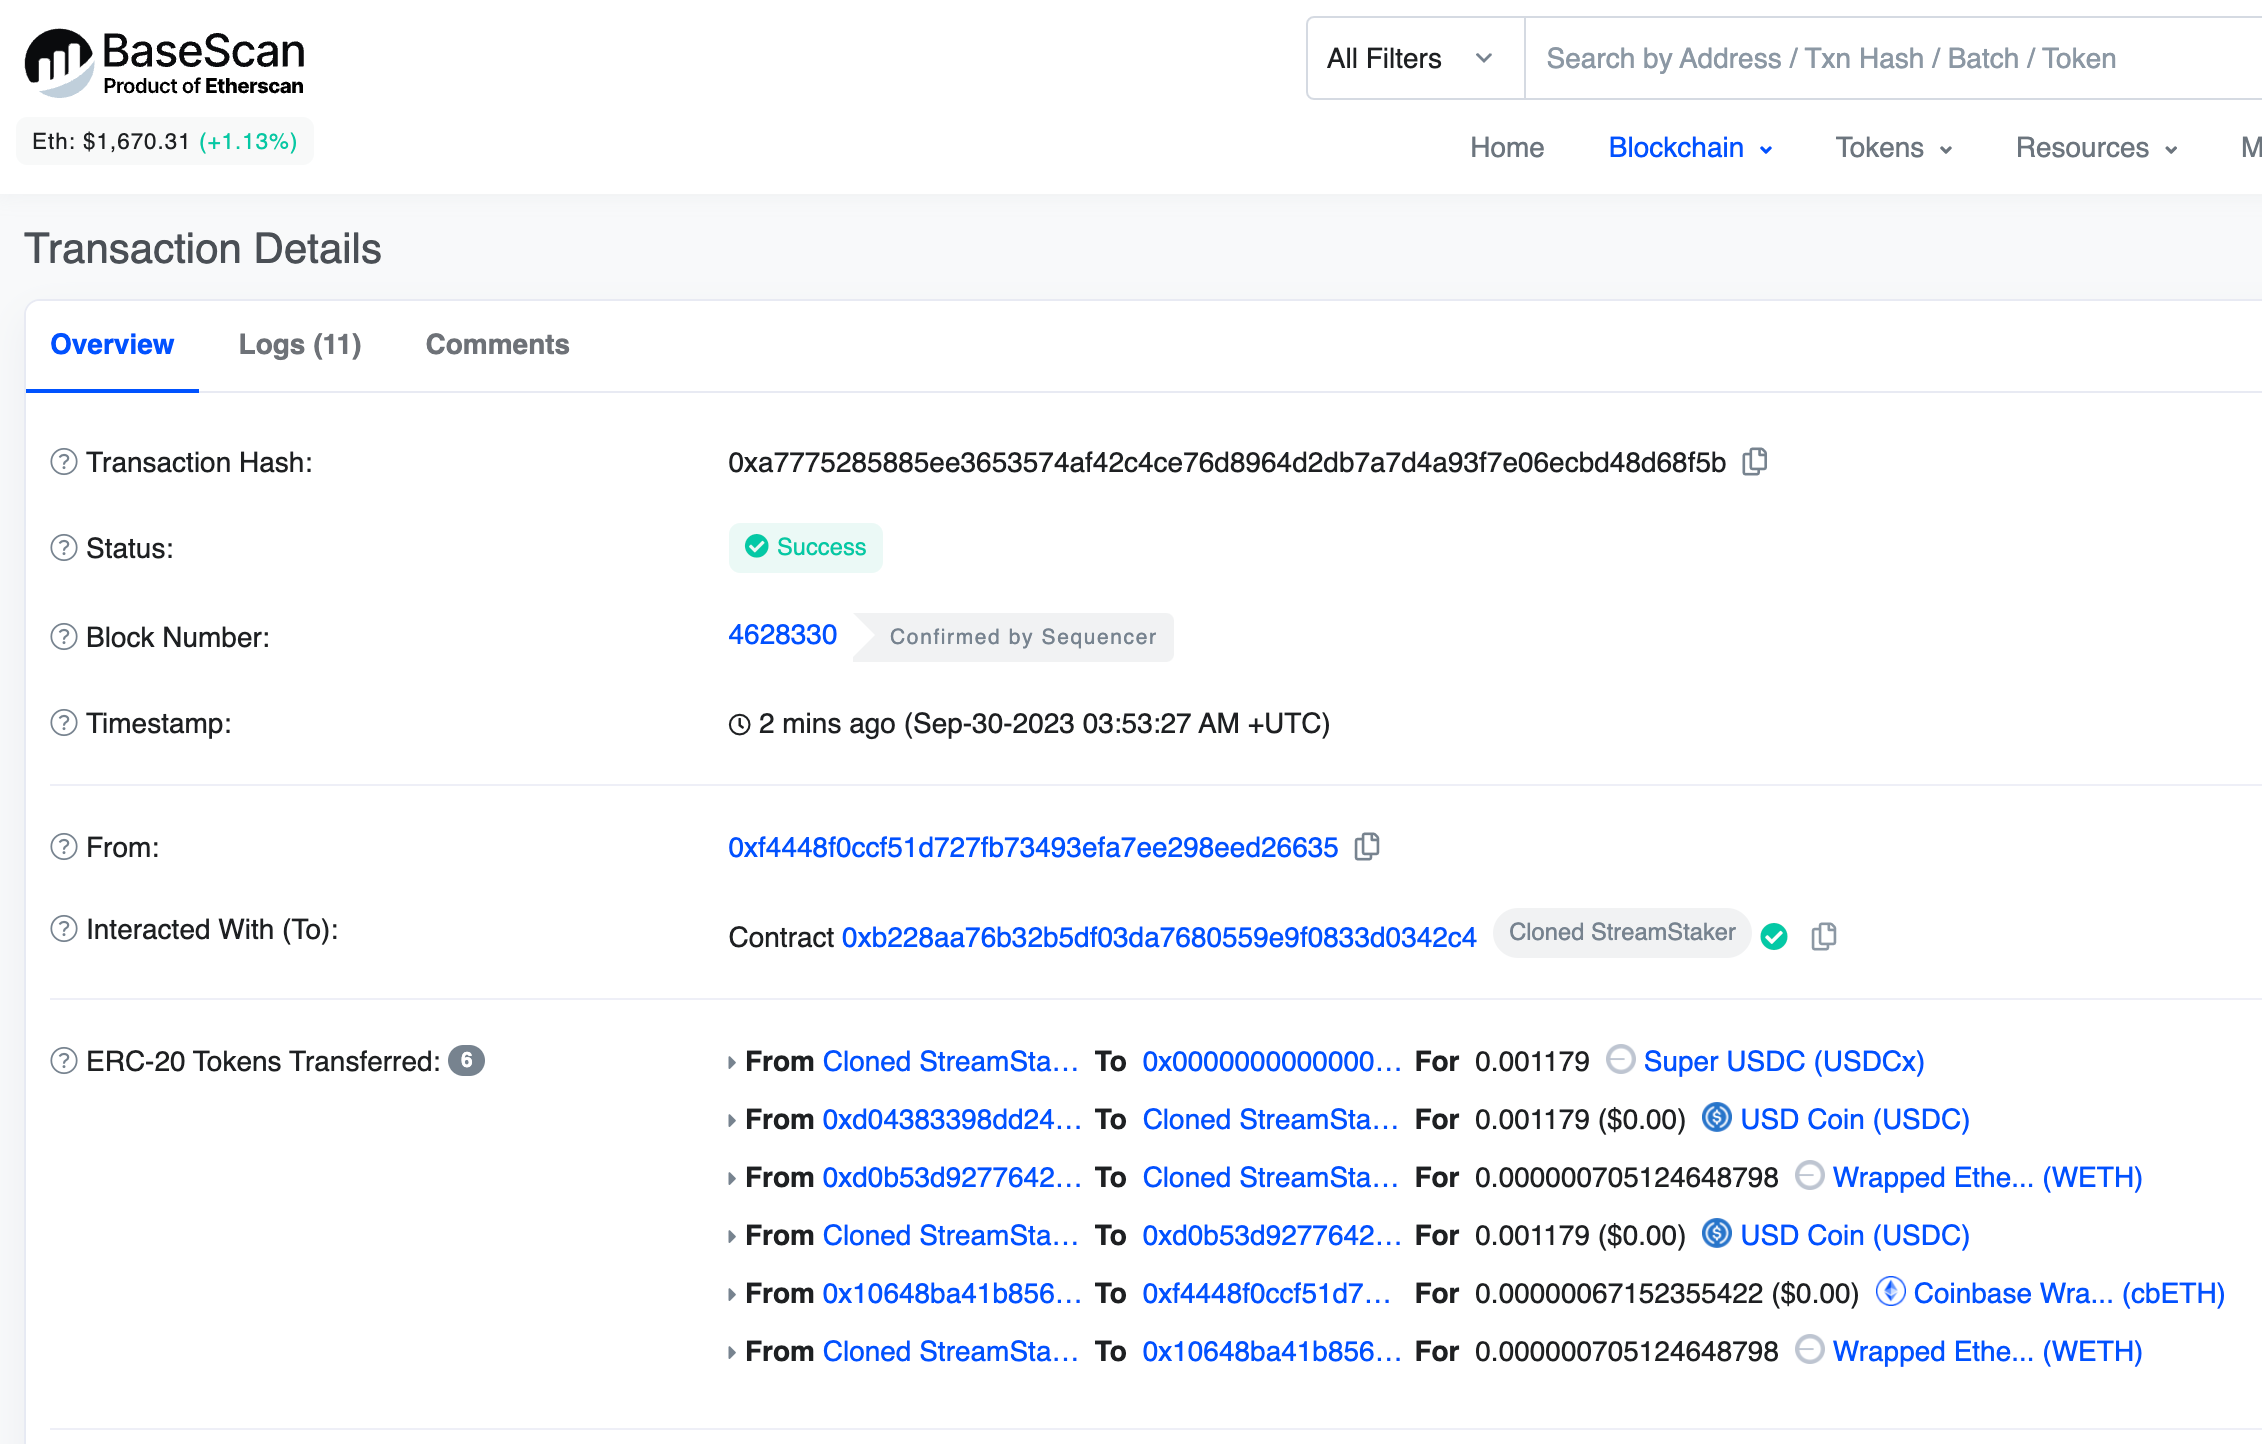 BaseScan
Product of Etherscan
All Filters
Search by Address / Txn Hash / Batch / Token
Eth: $1,670.31 (+1.13%)
Home Blockchain Tokens Resources M
Transaction Details
Overview Logs (11) Comments
Transaction Hash: 0xa7775285885ee3653574af42c4ce76d8964d2db7a7d4a93f7e06ecbd48d68f5b
Status: Success
Block Number: 4628330 Confirmed by Sequencer
Timestamp: 2 mins ago (Sep-30-2023 03:53:27 AM +UTC)
From: 0xf4448f0ccf51d727fb73493efa7ee298eed26635
Interacted With (To): Contract 0xb228aa76b32b5df03da7680559e9f0833d0342c4 Cloned StreamStaker
ERC-20 Tokens Transferred: 6
From Cloned StreamSta... To 0x0000000000000... For 0.001179 Super USDC (USDCx)
From 0xd04383398dd24... To Cloned StreamSta... For 0.001179 ($0.00) USD Coin (USDC)
From 0xd0b53d9277642... To Cloned StreamSta... For 0.000000705124648798 Wrapped Ethe... (WETH)
From Cloned StreamSta... To 0xd0b53d9277642... For 0.001179 ($0.00) USD Coin (USDC)
From 0x10648ba41b856... To 0xf4448f0ccf51d7... For 0.00000067152355422 ($0.00) Coinbase Wra... (cbETH)
From Cloned StreamSta... To 0x10648ba41b856... For 0.000000705124648798 Wrapped Ethe... (WETH)